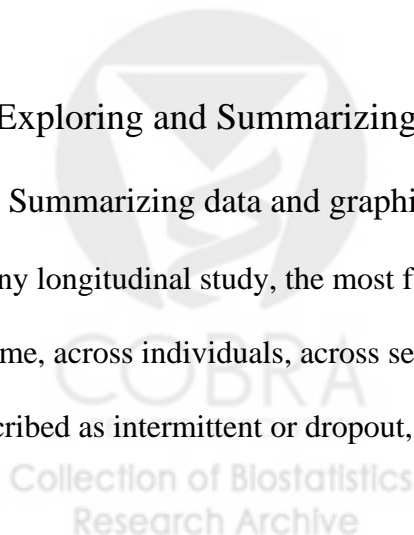 Exploring and Summarizing
Summarizing data and graphi
ny longitudinal study, the most f
me, across individuals, across se
COBRA
cribed as intermittent or dropout,
Collection of Biostatistics
Research Archive